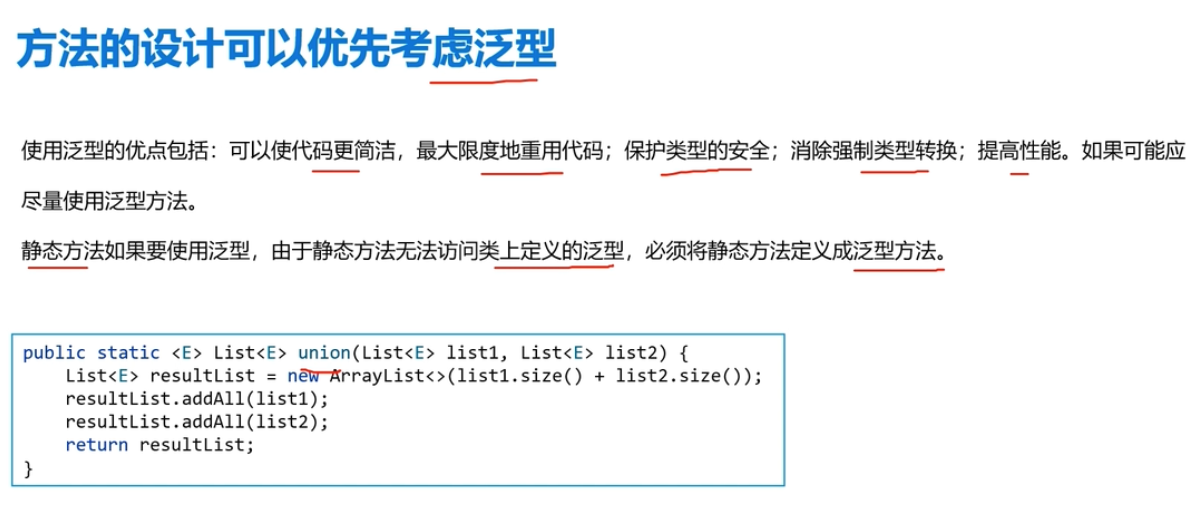 方法的设计可以优先考虑泛型
使用泛型的优点包括：可以使代码更简洁，最大限度地重用代码；保护类型的安全；消除强制类型转换；提高性能。如果可能应
尽量使用泛型方法。
静态方法如果要使用泛型，由于静态方法无法访问类上定义的泛型，必须将静态方法定义成泛型方法。
public static <E> List<E> union(List<E> list1, List<E> list2) {
    List<E> resultList = new ArrayList<>(list1.size() + list2.size());
    resultList.addAll(list1);
    resultList.addAll(list2);
    return resultList;
}